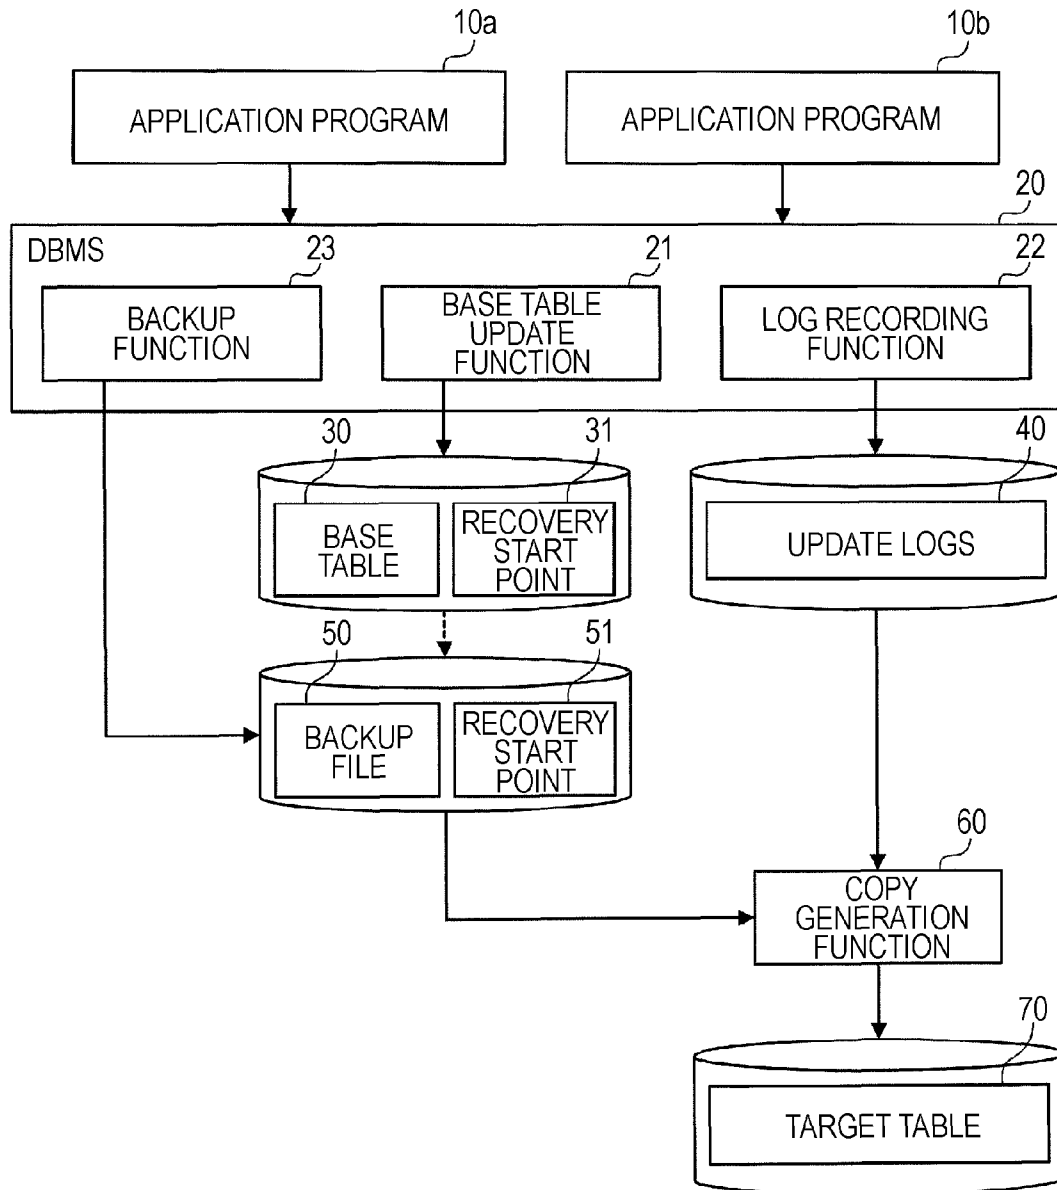 10a
10b
APPLICATION PROGRAM
APPLICATION PROGRAM
20
DBMS
23
21
22
BACKUP
FUNCTION
BASE TABLE
UPDATE
FUNCTION
LOG RECORDING
FUNCTION
30
31
40
BASE
TABLE
RECOVERY
START
POINT
UPDATE LOGS
50
51
BACKUP
FILE
RECOVERY
START
POINT
60
COPY
GENERATION
FUNCTION
70
TARGET TABLE